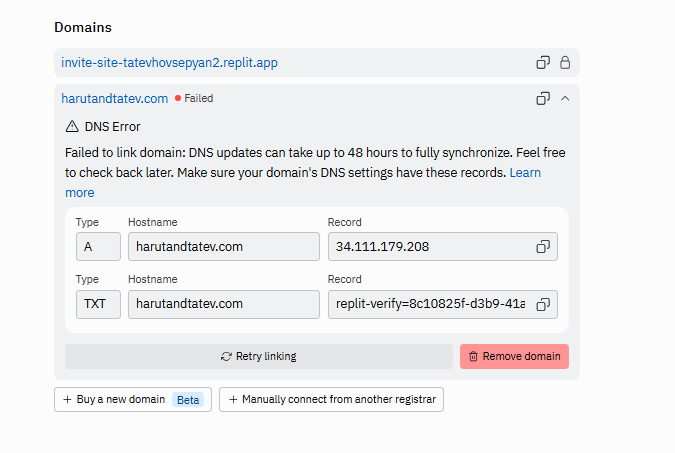 Domains
invite-site-tatevhovsepyan2.replit.app
harutandtatev.com Failed
DNS Error
Failed to link domain: DNS updates can take up to 48 hours to fully synchronize. Feel free
to check back later. Make sure your domain's DNS settings have these records. Learn
more
Type Hostname Record
A harutandtatev.com 34.111.179.208
Type Hostname Record
TXT harutandtatev.com replit-verify=8c10825f-d3b9-41a
Retry linking Remove domain
+ Buy a new domain Beta + Manually connect from another registrar